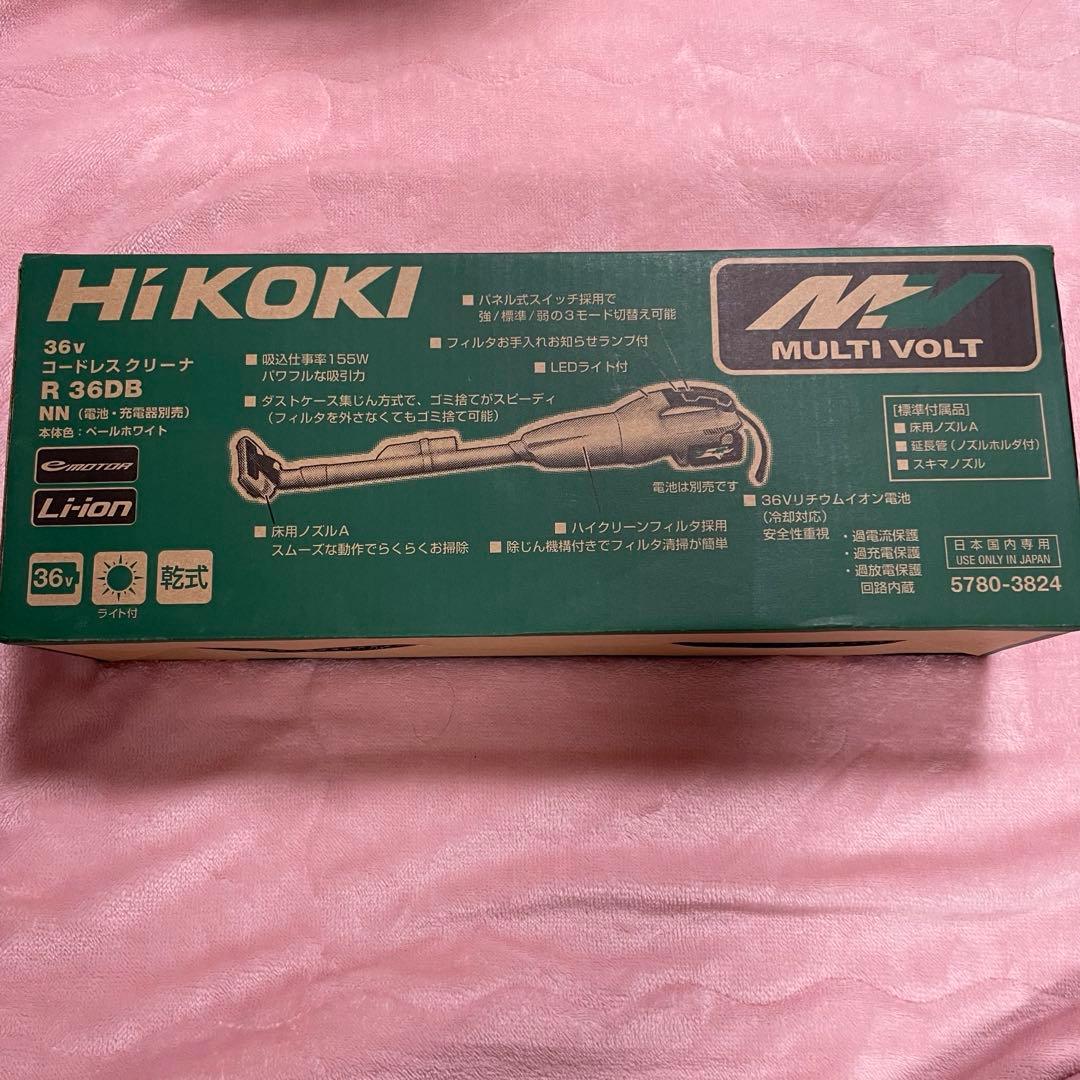 HiKOKI
36V
コードレス クリーナ
R 36DB
NN (電池・充電器別売)
本体色：ペールホワイト
eMOTOR
Li-ion
36V
ライト付
乾式
■ パネル式スイッチ採用で
強/標準/弱の3モード切替え可能
■ フィルタお手入れお知らせランプ付
■ LEDライト付
■ 吸込仕事率155W
パワフルな吸引力
■ ダストケース集じん方式で、ゴミ捨てがスピーディ
(フィルタを外さなくてもゴミ捨て可能)
■ 床用ノズルA
スムーズな動作でらくらくお掃除
■ ハイクリーンフィルタ採用
■ 除じん機構付きでフィルタ清掃が簡単
電池は別売です
■ 36Vリチウムイオン電池
(冷却対応)
安全性重視
・過電流保護
・過充電保護
・過放電保護
回路内蔵
MV
MULTI VOLT
[標準付属品]
■ 床用ノズルA
■ 延長管(ノズルホルダ付)
■ スキマノズル
日本国内専用
USE ONLY IN JAPAN
5780-3824